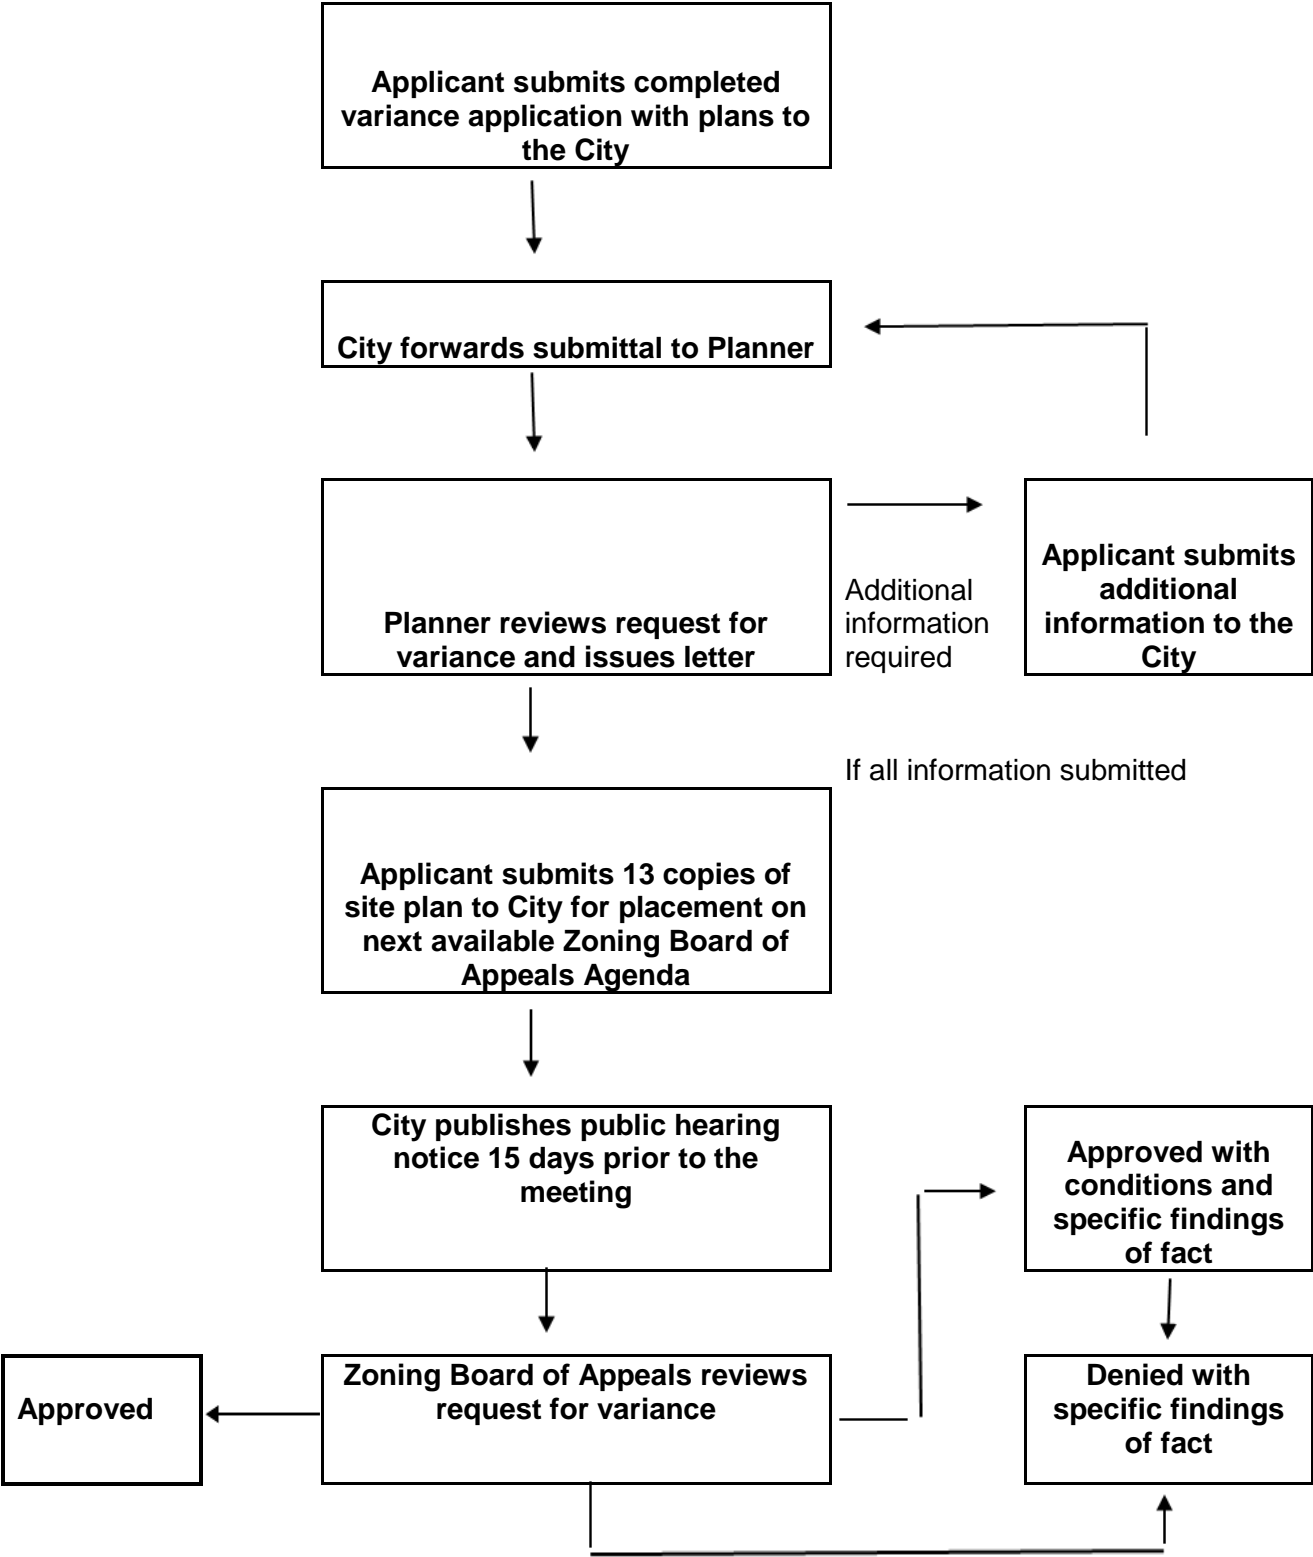 Applicant submits completed
variance application with plans to
the City
City forwards submittal to Planner
Planner reviews request for
variance and issues letter
Additional
information
required
Applicant submits
additional
information to the
City
If all information submitted
Applicant submits 13 copies of
site plan to City for placement on
next available Zoning Board of
Appeals Agenda
City publishes public hearing
notice 15 days prior to the
meeting
Approved with
conditions and
specific findings
of fact
Approved
Zoning Board of Appeals reviews
request for variance
Denied with
specific findings
of fact